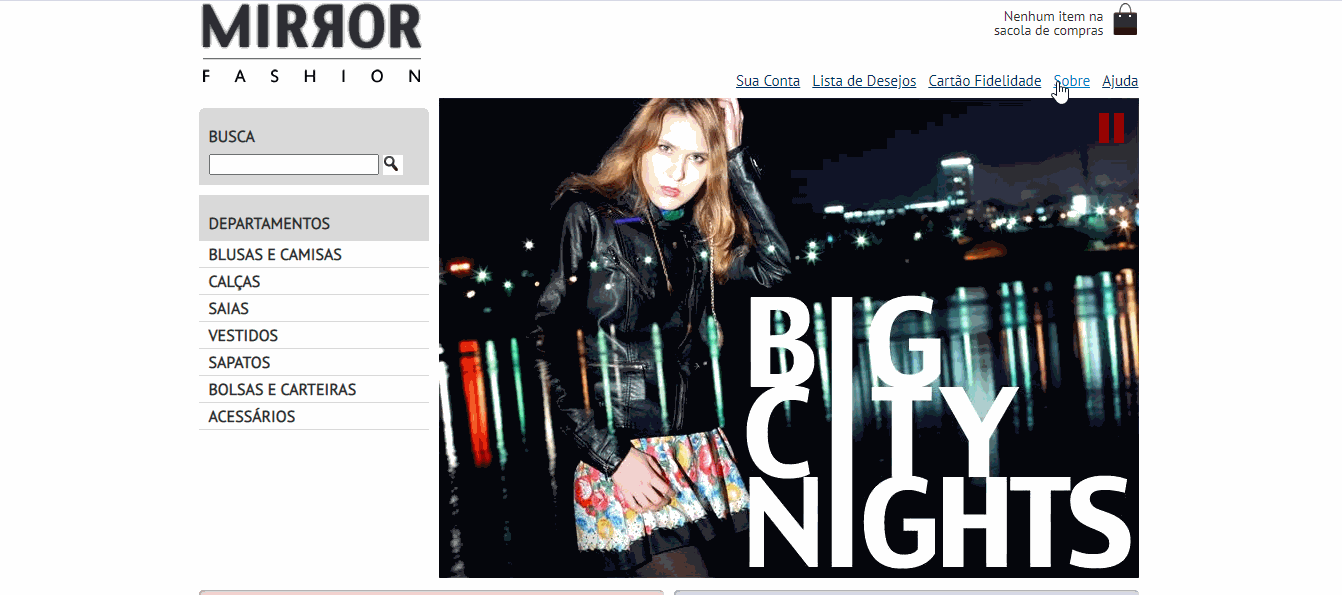 MIRROR
FASHION
Nenhum item na
sacola de compras
Sua Conta Lista de Desejos Cartão Fidelidade Sobre Ajuda
BUSCA
DEPARTAMENTOS
BLUSAS E CAMISAS
CALÇAS
SAIAS
VESTIDOS
SAPATOS
BOLSAS E CARTEIRAS
ACESSÁRIOS
BIG
CITY
NIGHTS